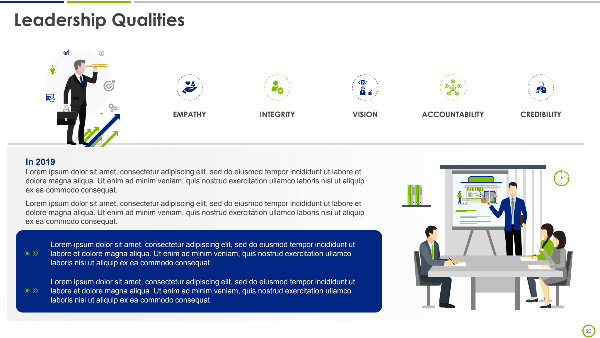 Leadership Qualities
EMPATHY
INTEGRITY
VISION
ACCOUNTABILITY
CREDIBILITY
In 2019
Lorem ipsum dolor sit amet, consectetur adipiscing elit, sed do eiusmod tempor incididunt ut labore et
dolore magna aliqua. Ut enim ad minim veniam, quis nostrud exercitation ullamco laboris nisi ut aliquip
ex ea commodo consequat.
Lorem ipsum dolor sit amet, consectetur adipiscing elit, sed do eiusmod tempor incididunt ut labore et
dolore magna aliqua. Ut enim ad minim veniam, quis nostrud exercitation ullamco laboris nisi ut aliquip
ex ea commodo consequat.
Lorem ipsum dolor sit amet, consectetur adipiscing elit, sed do eiusmod tempor incididunt ut
labore et dolore magna aliqua. Ut enim ad minim veniam, quis nostrud exercitation ullamco
laboris nisi ut aliquip ex ea commodo consequat.
Lorem ipsum dolor sit amet, consectetur adipiscing elit, sed do eiusmod tempor incididunt ut
labore et dolore magna aliqua. Ut enim ad minim veniam, quis nostrud exercitation ullamco
laboris nisi ut aliquip ex ea commodo consequat.